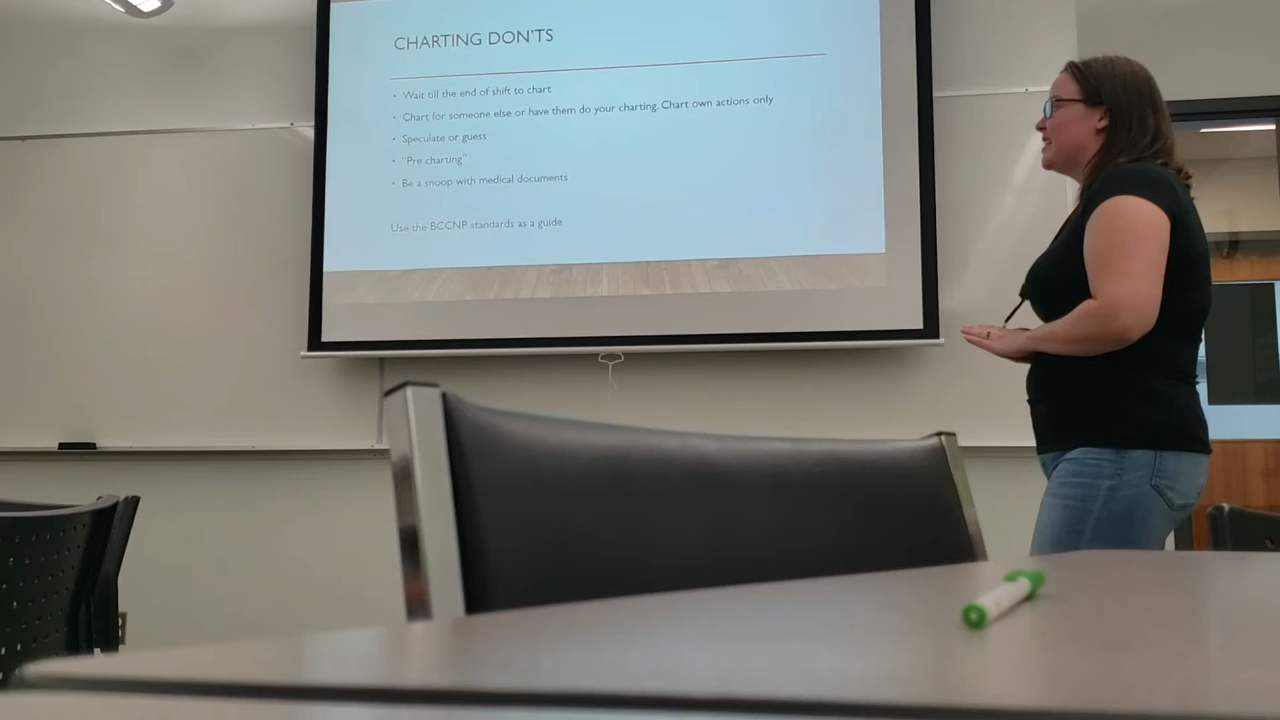 CHARTING DON'TS
• Wait till the end of shift to chart
• Chart for someone else or have them do your charting. Chart own actions only
• Speculate or guess
• "Pre charting"
• Be a snoop with medical documents
Use the BCCNP standards as a guide